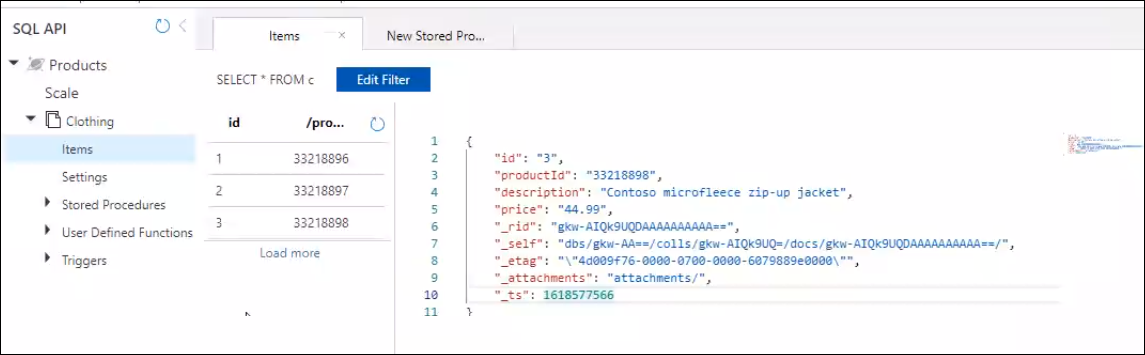 SQL API
Items ×
New Stored Pro...
Products
Scale
Clothing
Items
Settings
Stored Procedures
User Defined Functions
Triggers
SELECT * FROM c
Edit Filter
id /pro...
1 33218896
2 33218897
3 33218898
Load more
1 {
2 "id": "3",
3 "productId": "33218898",
4 "description": "Contoso microfleece zip-up jacket",
5 "price": "44.99",
6 "_rid": "gkw-AIQk9UQDAAAAAAAAAA==",
7 "_self": "dbs/gkw-AA==/colls/gkw-AIQk9UQ=/docs/gkw-AIQk9UQDAAAAAAAAAA==/",
8 "_etag": "\"4d009f76-0000-0700-0000-6079889e0000\"",
9 "_attachments": "attachments/",
10 "_ts": 1618577566
11 }